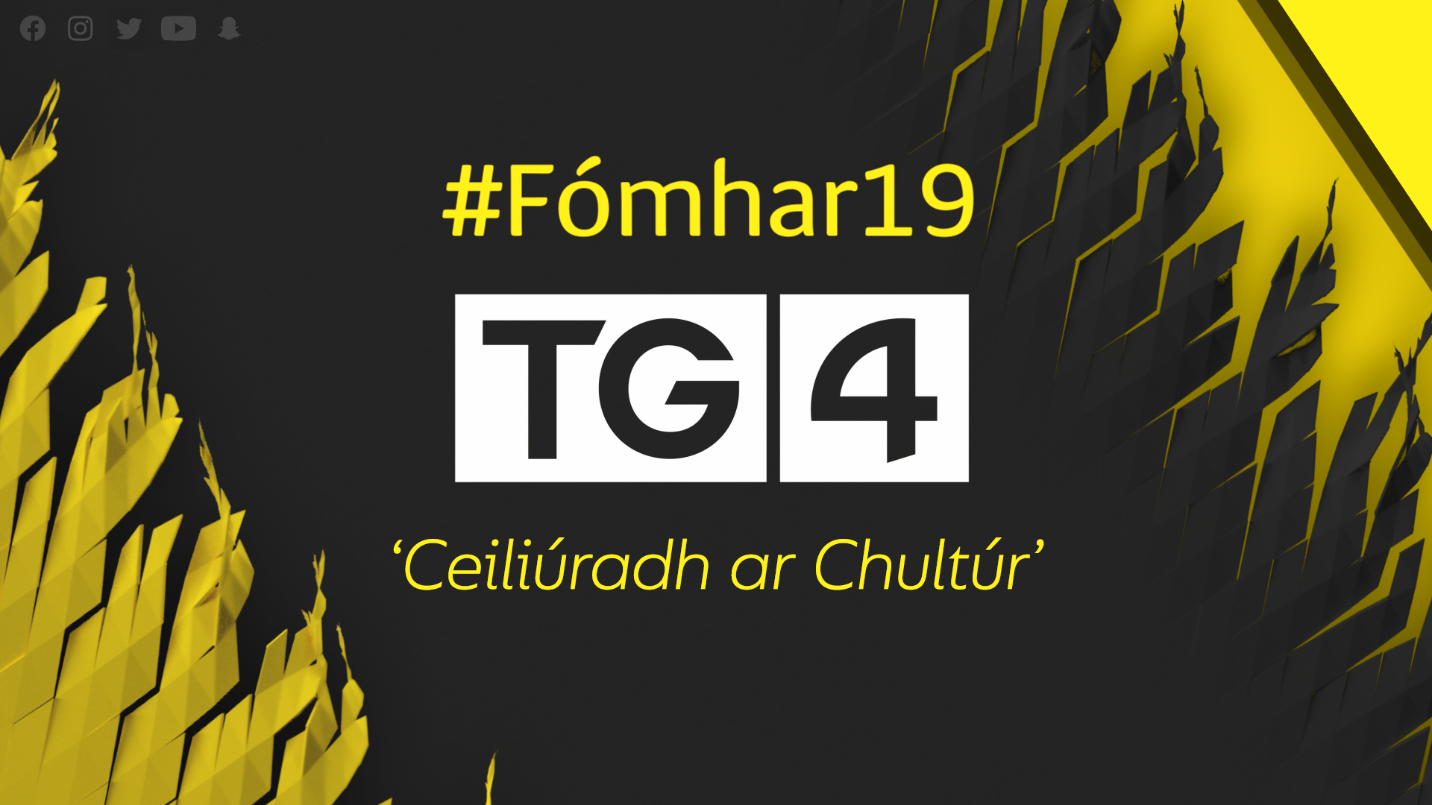 #Fómhar19
TG4
‘Ceiliúradh ar Chultúr’